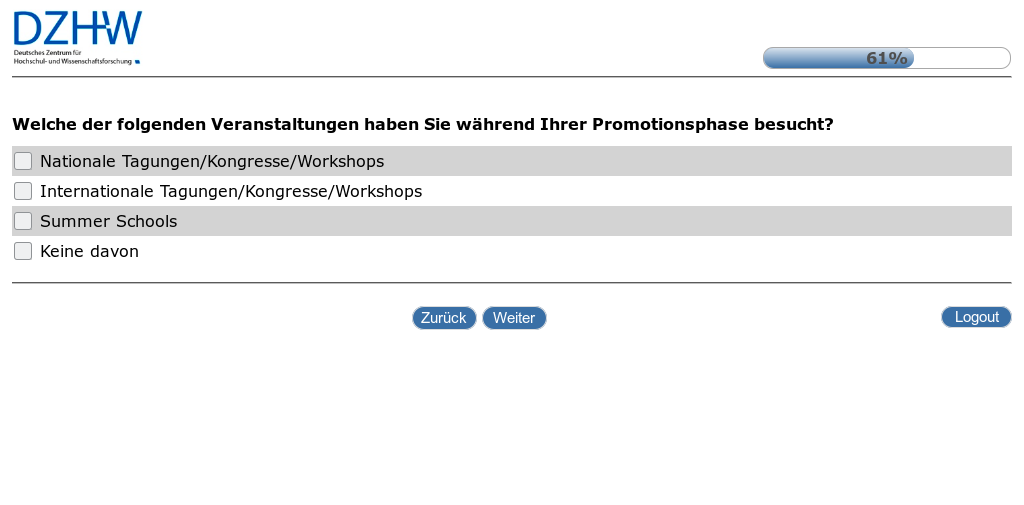 DZHW
Deutsches Zentrum für
Hochschul- und Wissenschaftsforschung
61%
Welche der folgenden Veranstaltungen haben Sie während Ihrer Promotionsphase besucht?
Nationale Tagungen/Kongresse/Workshops
Internationale Tagungen/Kongresse/Workshops
Summer Schools
Keine davon
Zurück Weiter Logout